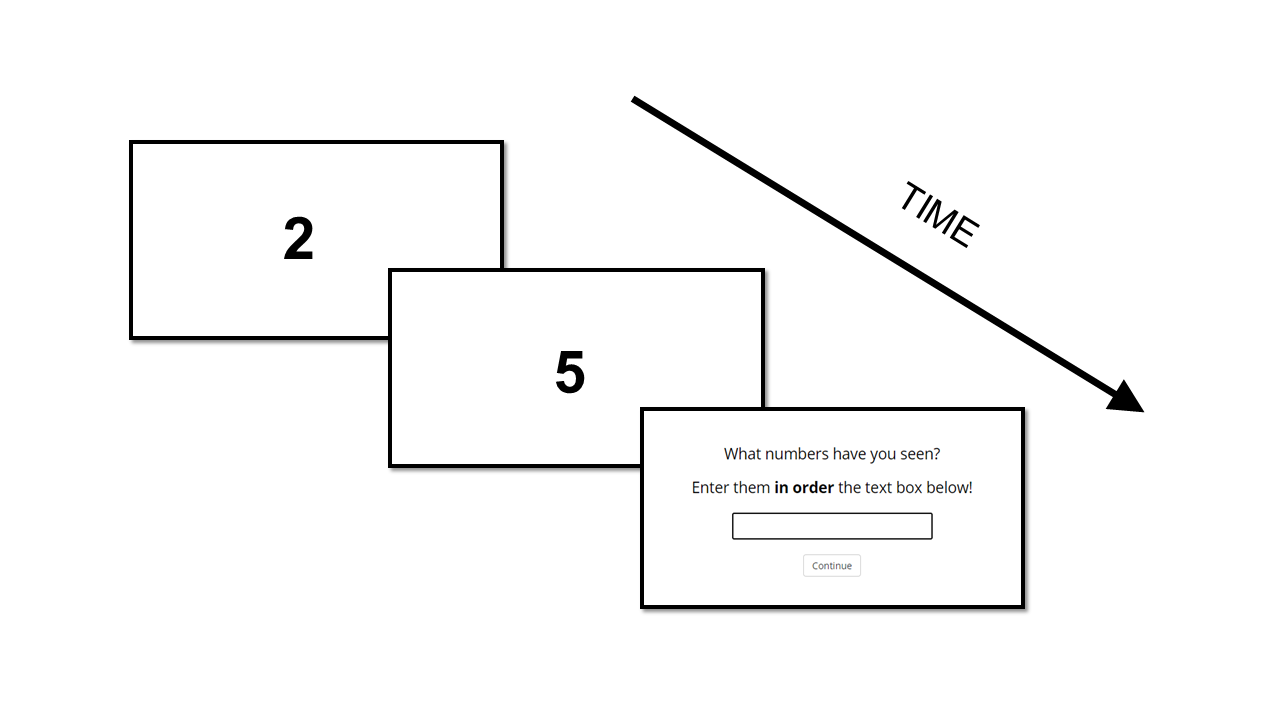 TIME
2
5
What numbers have you seen?
Enter them in order the text box below!
Continue